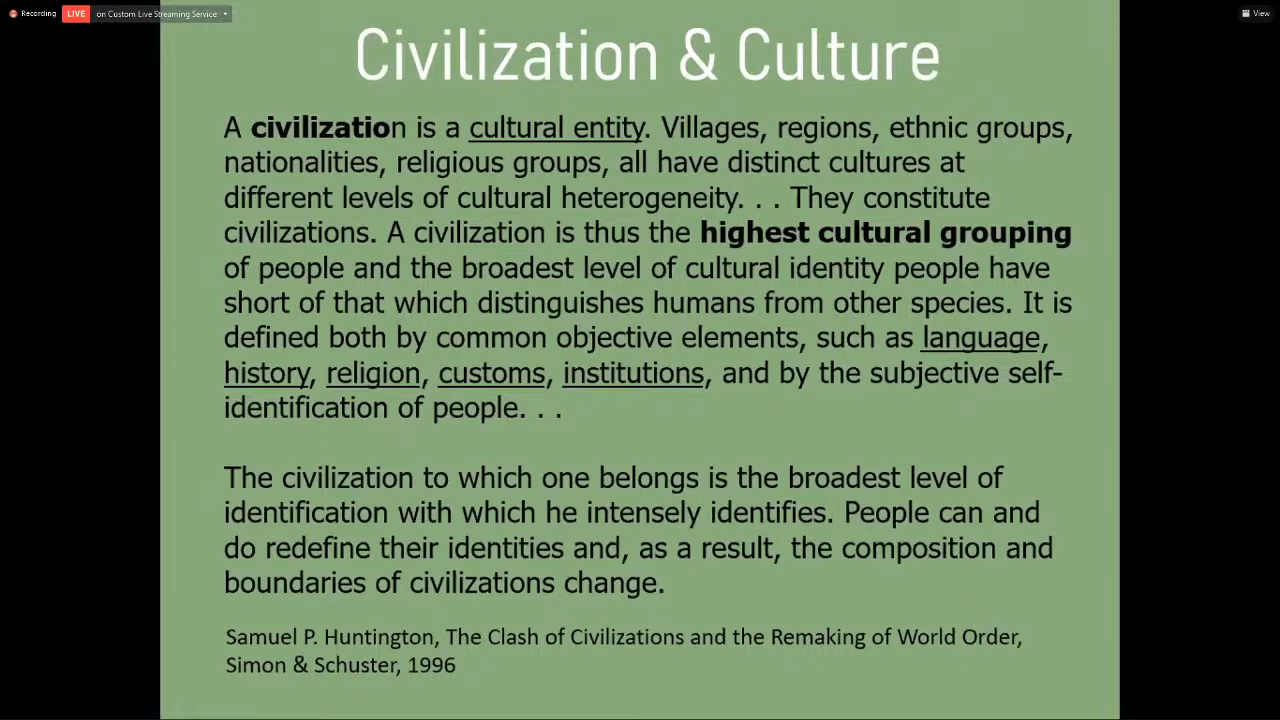 Recording LIVE on Custom Live Streaming Service
View
Civilization & Culture
A civilization is a cultural entity. Villages, regions, ethnic groups,
nationalities, religious groups, all have distinct cultures at
different levels of cultural heterogeneity. . . They constitute
civilizations. A civilization is thus the highest cultural grouping
of people and the broadest level of cultural identity people have
short of that which distinguishes humans from other species. It is
defined both by common objective elements, such as language,
history, religion, customs, institutions, and by the subjective self-
identification of people. . .
The civilization to which one belongs is the broadest level of
identification with which he intensely identifies. People can and
do redefine their identities and, as a result, the composition and
boundaries of civilizations change.
Samuel P. Huntington, The Clash of Civilizations and the Remaking of World Order,
Simon & Schuster, 1996